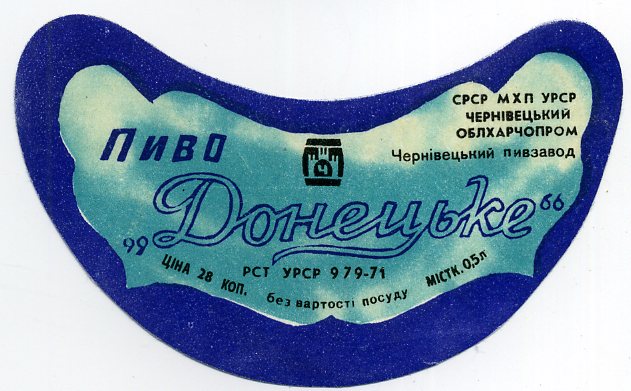 СРСР МХП УРСР
ЧЕРНІВЕЦЬКИЙ
ОБЛХАРЧОПРОМ
Чернівецький пивзавод
ПИВО
Ч
„Донецьке“
ЦІНА 28 КОП.
РСТ УРСР 979-71
МІСТК. 0,5 л
без вартості посуду